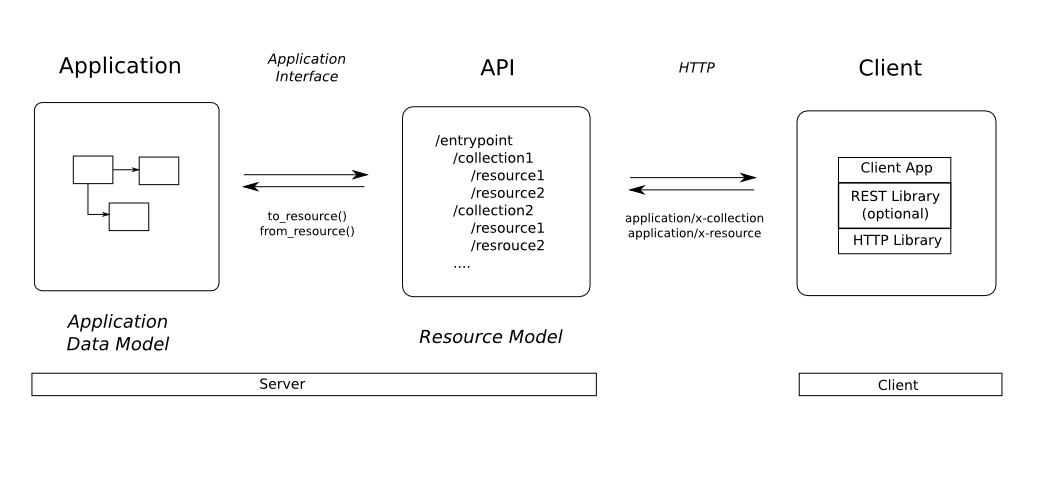 Application
Application
Interface
API
HTTP
Client
/entrypoint
/collection1
/resource1
/resource2
/collection2
/resource1
/resrouce2
....
to_resource()
from_resource()
application/x-collection
application/x-resource
Client App
REST Library
(optional)
HTTP Library
Application
Data Model
Resource Model
Server
Client